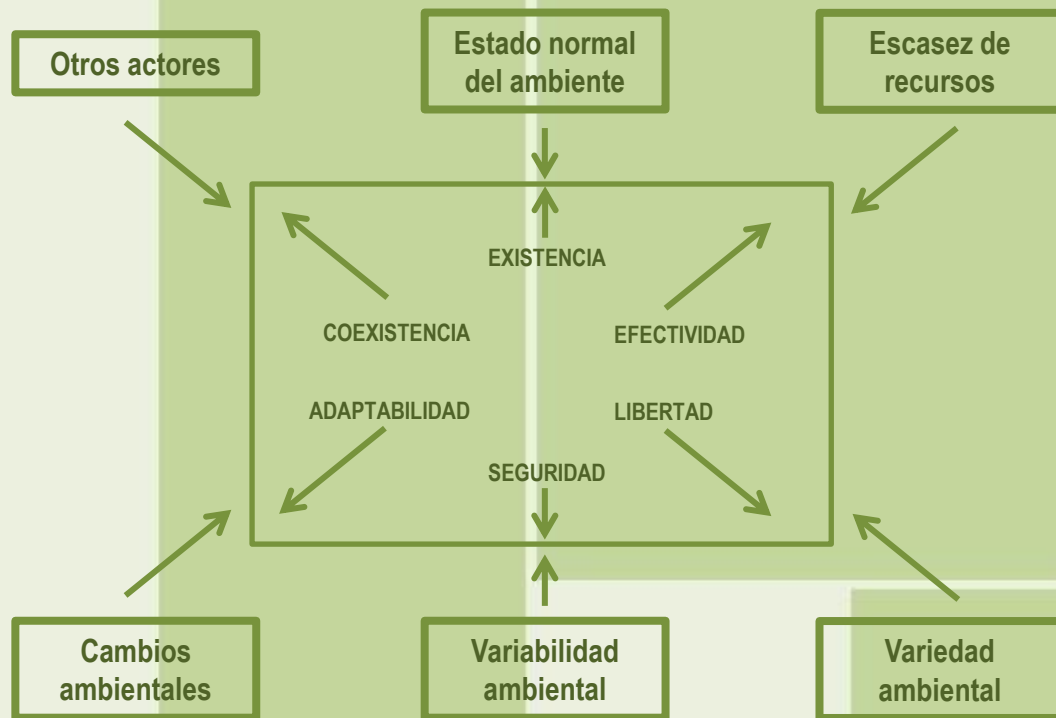 Otros actores
Estado normal
del ambiente
Escasez de
recursos
EXISTENCIA
COEXISTENCIA
EFECTIVIDAD
ADAPTABILIDAD
LIBERTAD
SEGURIDAD
Cambios
ambientales
Variabilidad
ambiental
Variedad
ambiental